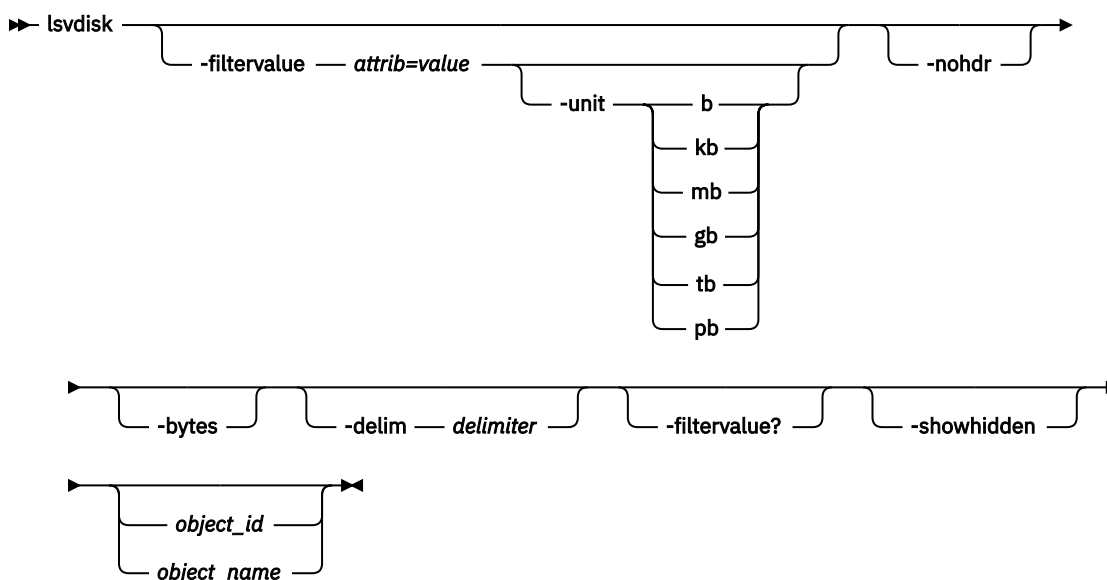 lsvdisk
-filtervalue attrib=value -nohdr
-unit b
kb
mb
gb
tb
pb
-bytes -delim delimiter -filtervalue? -showhidden
object_id
object_name